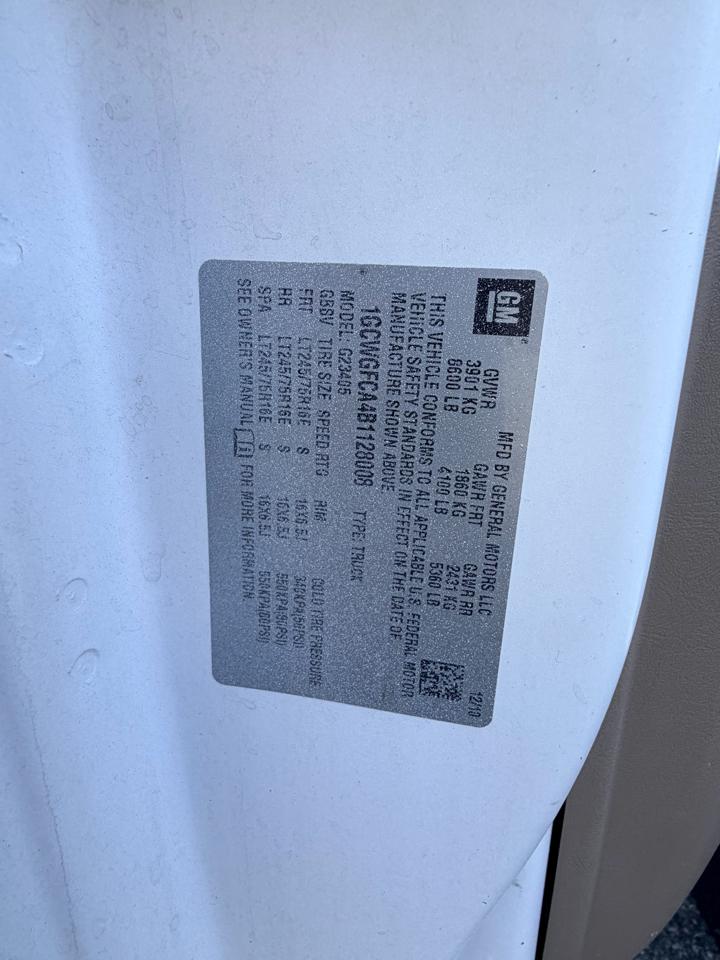 GM
MFD BY GENERAL MOTORS LLC 12/10
GVWR GAWR FRT GAWR RR
3901 KG 1860 KG 2431 KG
8600 LB 4100 LB 5360 LB
THIS VEHICLE CONFORMS TO ALL APPLICABLE U.S. FEDERAL MOTOR
VEHICLE SAFETY STANDARDS IN EFFECT ON THE DATE OF
MANUFACTURE SHOWN ABOVE
1GCWGFCA4B1128008 TYPE: TRUCK
MODEL: G23405
GBSV TIRE SIZE SPEED RTG RIM COLD TIRE PRESSURE
FRT LT245/75R16E S 16X6.5J 340KPA(50PSI)
RR LT245/75R16E S 16X6.5J 550KPA(80PSI)
SPA LT245/75R16E S 16X6.5J 550KPA(80PSI)
SEE OWNER'S MANUAL FOR MORE INFORMATION